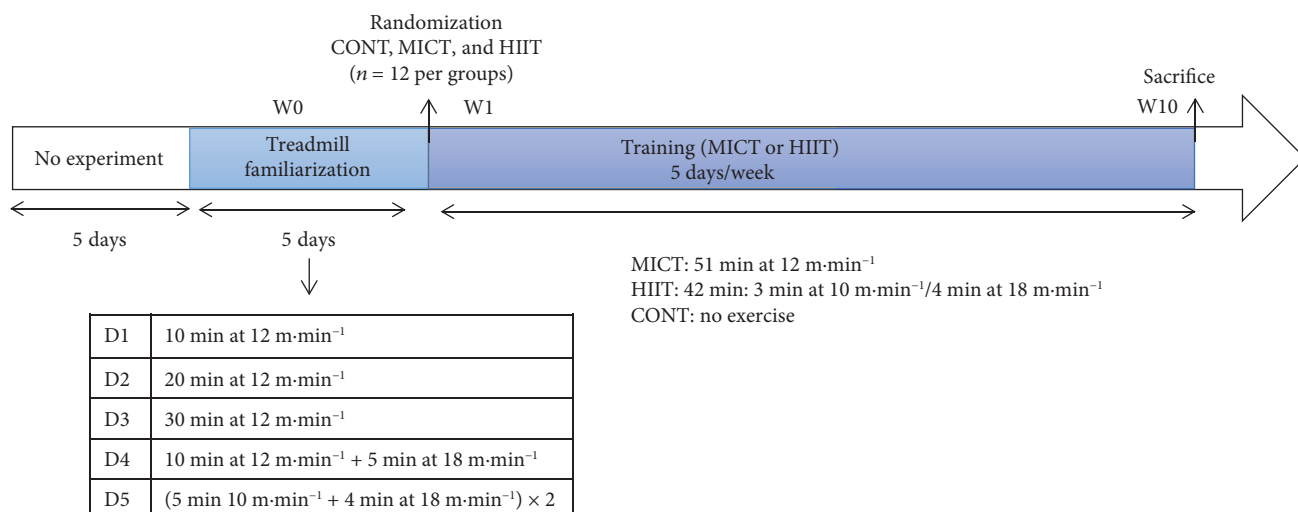 Randomization
CONT, MICT, and HIIT
(n = 12 per groups)
Sacrifice
W0
W1
W10
No experiment
Treadmill
familiarization
Training (MICT or HIIT)
5 days/week
5 days
5 days
MICT: 51 min at 12 m·min⁻¹
HIIT: 42 min: 3 min at 10 m·min⁻¹/4 min at 18 m·min⁻¹
CONT: no exercise
D1 10 min at 12 m·min⁻¹
D2 20 min at 12 m·min⁻¹
D3 30 min at 12 m·min⁻¹
D4 10 min at 12 m·min⁻¹ + 5 min at 18 m·min⁻¹
D5 (5 min 10 m·min⁻¹ + 4 min at 18 m·min⁻¹) × 2